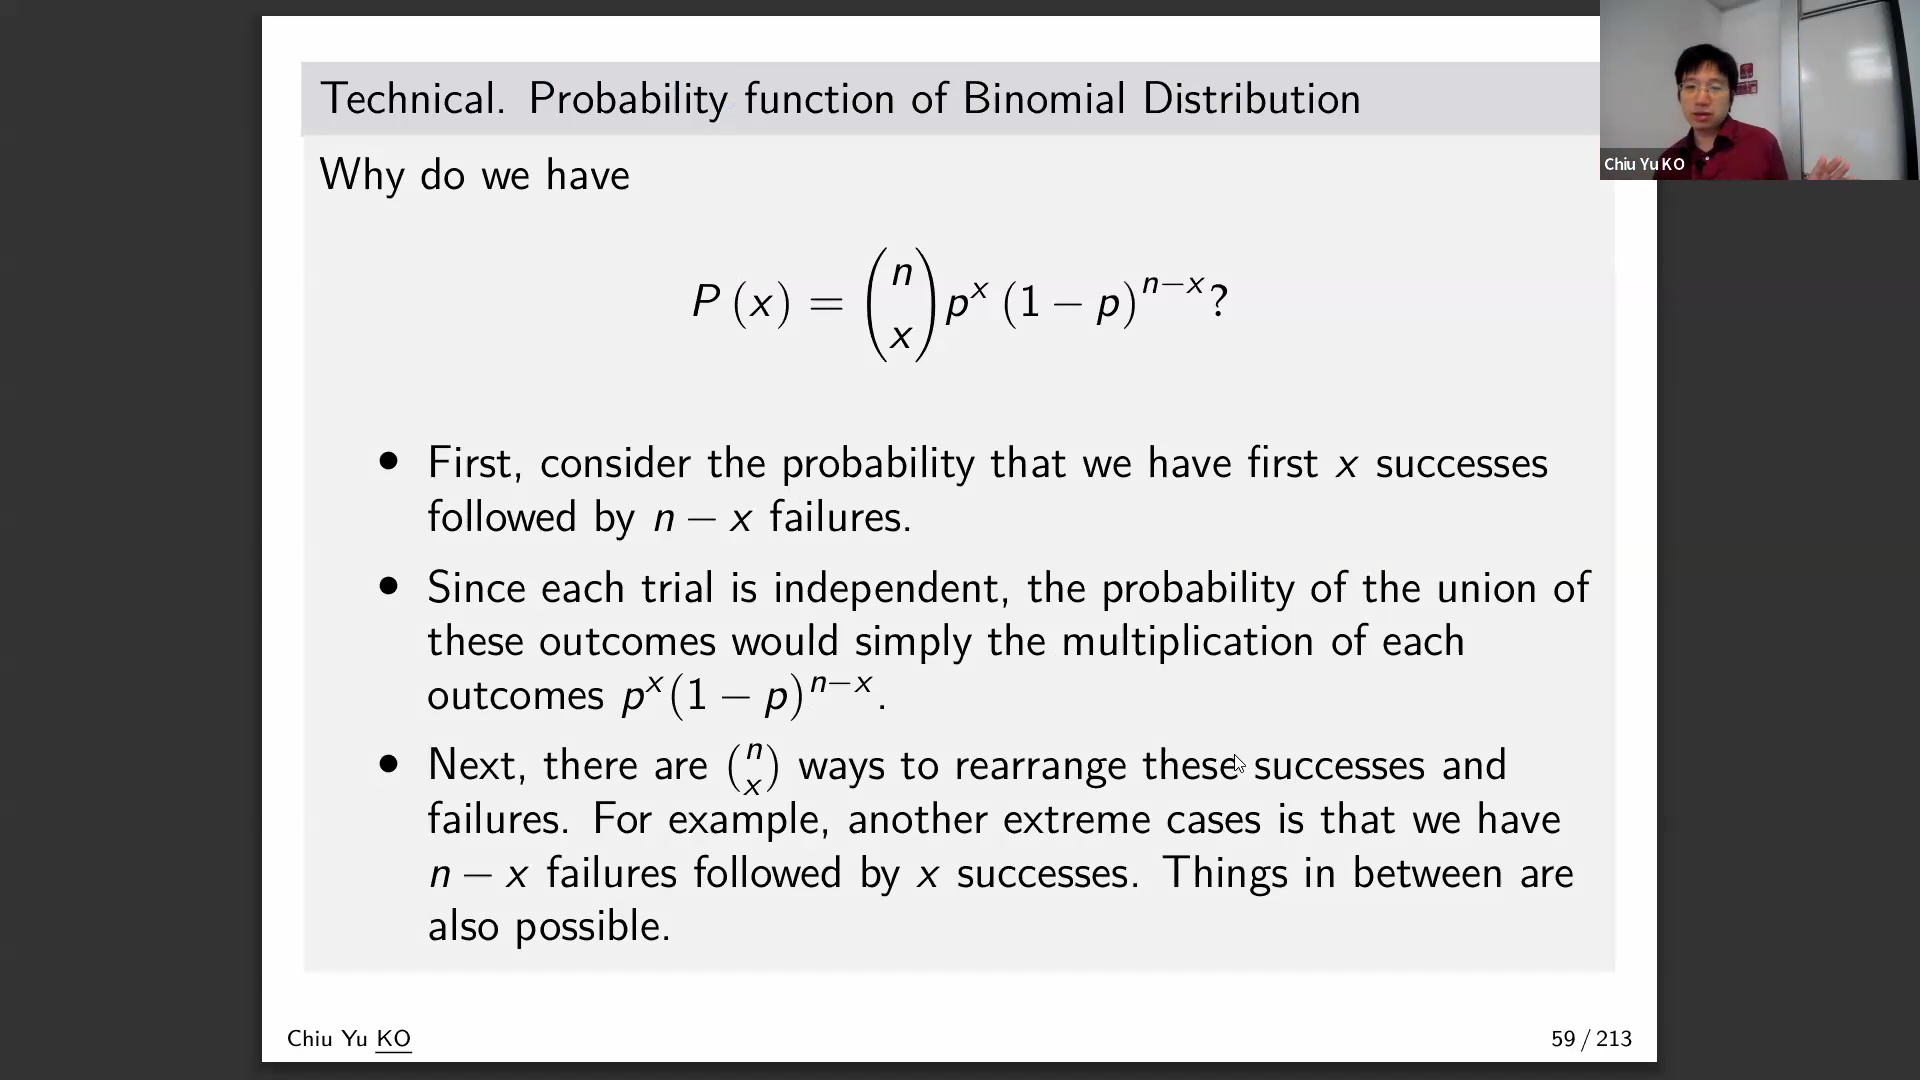 Technical. Probability function of Binomial Distribution
Chiu Yu KO
Why do we have
P (x) = \binom{n}{x} p^x (1 − p)^{n−x}?
• First, consider the probability that we have first x successes
followed by n − x failures.
• Since each trial is independent, the probability of the union of
these outcomes would simply the multiplication of each
outcomes p^x(1 − p)^{n−x}.
• Next, there are \binom{n}{x} ways to rearrange these successes and
failures. For example, another extreme cases is that we have
n − x failures followed by x successes. Things in between are
also possible.
Chiu Yu KO
59 / 213